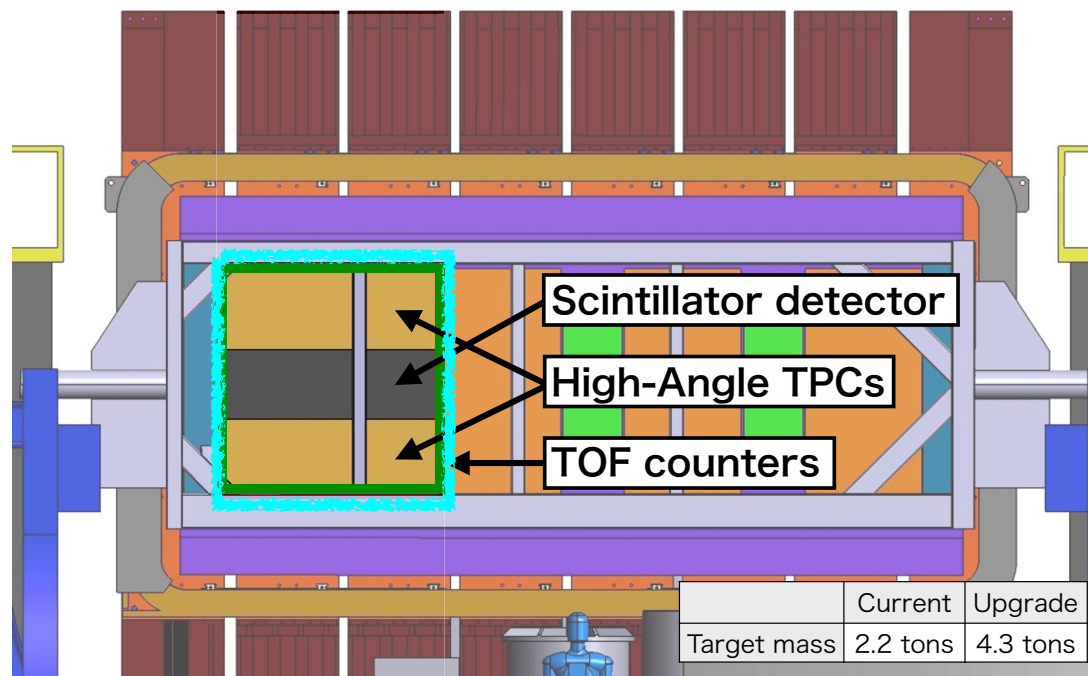 Scintillator detector
High-Angle TPCs
TOF counters
Current Upgrade
Target mass 2.2 tons 4.3 tons